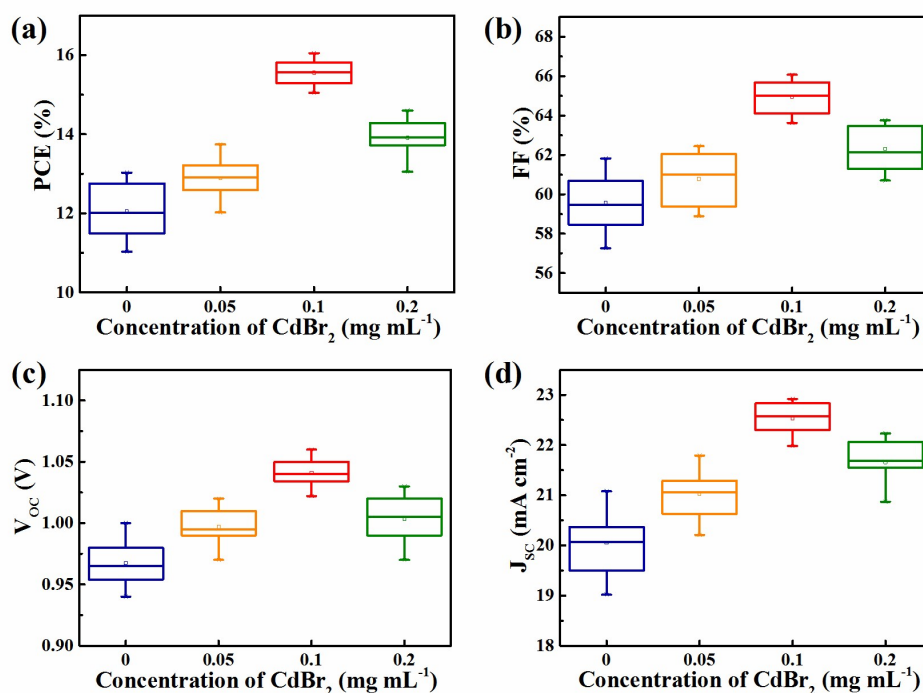 (a)
PCE (%)
16
14
12
10
0 0.05 0.1 0.2
Concentration of CdBr₂ (mg mL⁻¹)
(b)
FF (%)
68
66
64
62
60
58
56
0 0.05 0.1 0.2
Concentration of CdBr₂ (mg mL⁻¹)
(c)
V_OC (V)
1.10
1.05
1.00
0.95
0.90
0 0.05 0.1 0.2
Concentration of CdBr₂ (mg mL⁻¹)
(d)
J_SC (mA cm⁻²)
23
22
21
20
19
18
0 0.05 0.1 0.2
Concentration of CdBr₂ (mg mL⁻¹)